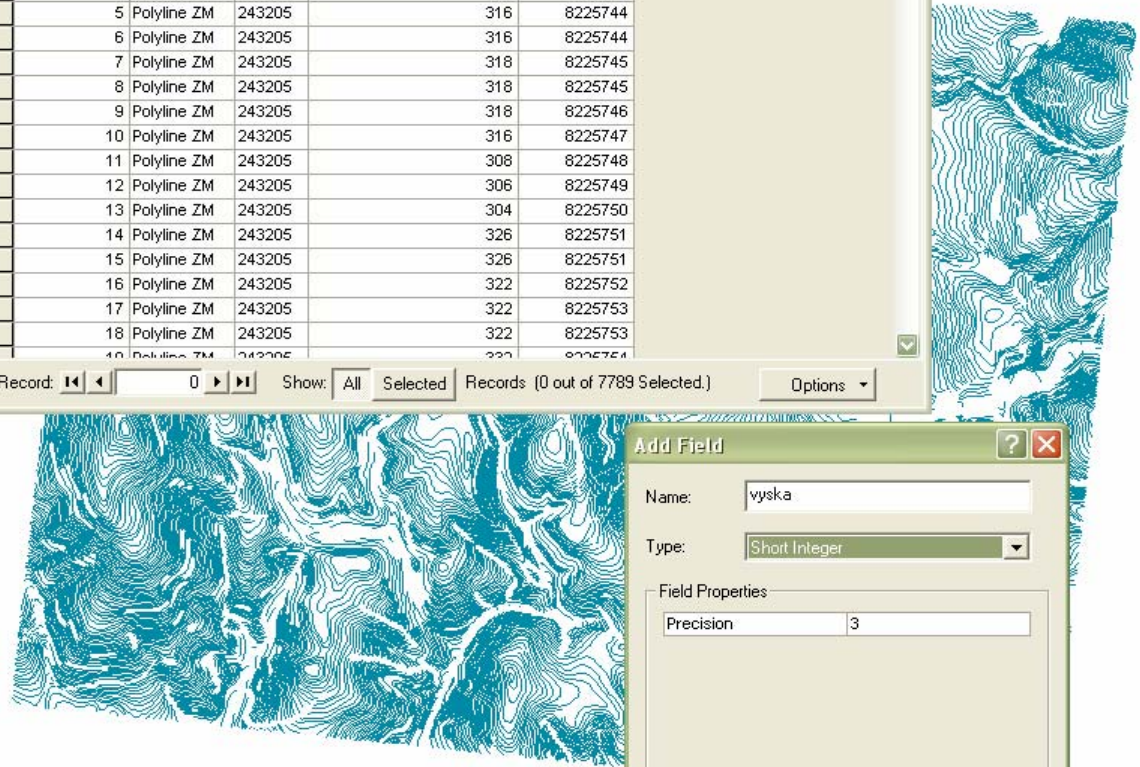 5 Polyline ZM 243205 316 8225744
6 Polyline ZM 243205 316 8225744
7 Polyline ZM 243205 318 8225745
8 Polyline ZM 243205 318 8225745
9 Polyline ZM 243205 318 8225746
10 Polyline ZM 243205 316 8225747
11 Polyline ZM 243205 308 8225748
12 Polyline ZM 243205 306 8225749
13 Polyline ZM 243205 304 8225750
14 Polyline ZM 243205 326 8225751
15 Polyline ZM 243205 326 8225751
16 Polyline ZM 243205 322 8225752
17 Polyline ZM 243205 322 8225753
18 Polyline ZM 243205 322 8225753
Record: 0 Show: All Selected Records (0 out of 7789 Selected.) Options
Add Field
Name: vyska
Type: Short Integer
Field Properties
Precision 3